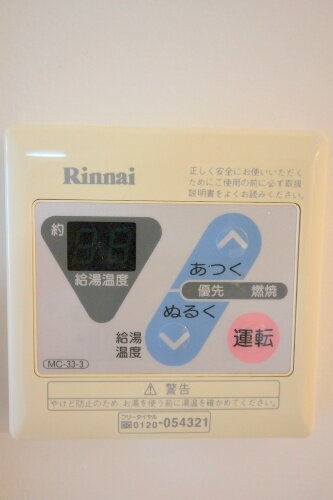 Rinnai
正しく安全にお使いいただく
ためにご使用の前に必ず取扱
説明書をよくお読みください。
約
給湯温度
あつく
優先 燃焼
ぬるく
給湯
温度
運転
MC-33-3
⚠ 警告
やけど防止のため、お湯を使う前に湯温を確かめてください。
フリーダイヤル
0120-054321